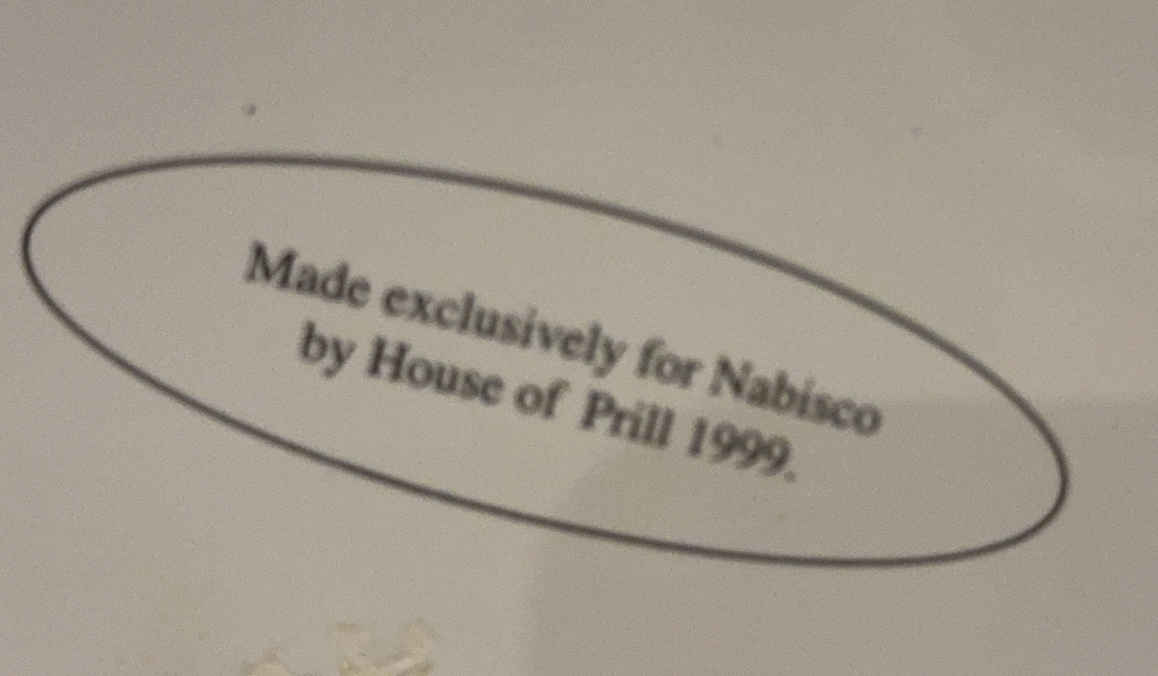 Made exclusively for Nabisco
by House of Prill 1999.